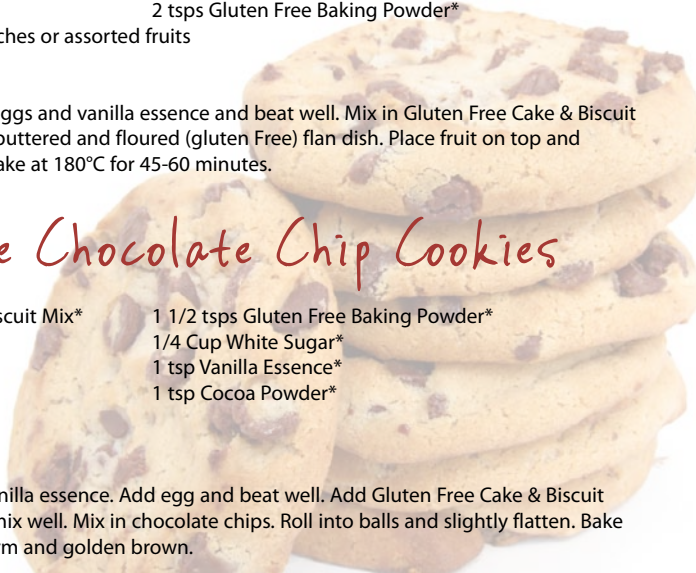 2 tsps Gluten Free Baking Powder*
ches or assorted fruits
ggs and vanilla essence and beat well. Mix in Gluten Free Cake & Biscuit
buttered and floured (gluten Free) flan dish. Place fruit on top and
ake at 180°C for 45-60 minutes.
e Chocolate Chip Cookies
scuit Mix* 1 1/2 tsps Gluten Free Baking Powder*
1/4 Cup White Sugar*
1 tsp Vanilla Essence*
1 tsp Cocoa Powder*
nilla essence. Add egg and beat well. Add Gluten Free Cake & Biscuit
mix well. Mix in chocolate chips. Roll into balls and slightly flatten. Bake
rm and golden brown.